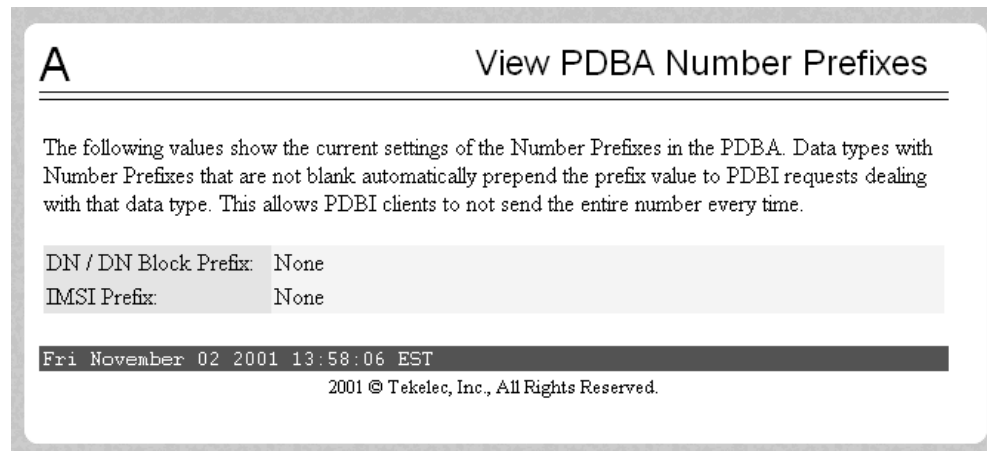 A
View PDBA Number Prefixes
The following values show the current settings of the Number Prefixes in the PDBA. Data types with
Number Prefixes that are not blank automatically prepend the prefix value to PDBI requests dealing
with that data type. This allows PDBI clients to not send the entire number every time.
DN / DN Block Prefix: None
IMSI Prefix: None
Fri November 02 2001 13:58:06 EST
2001 © Tekelec, Inc., All Rights Reserved.